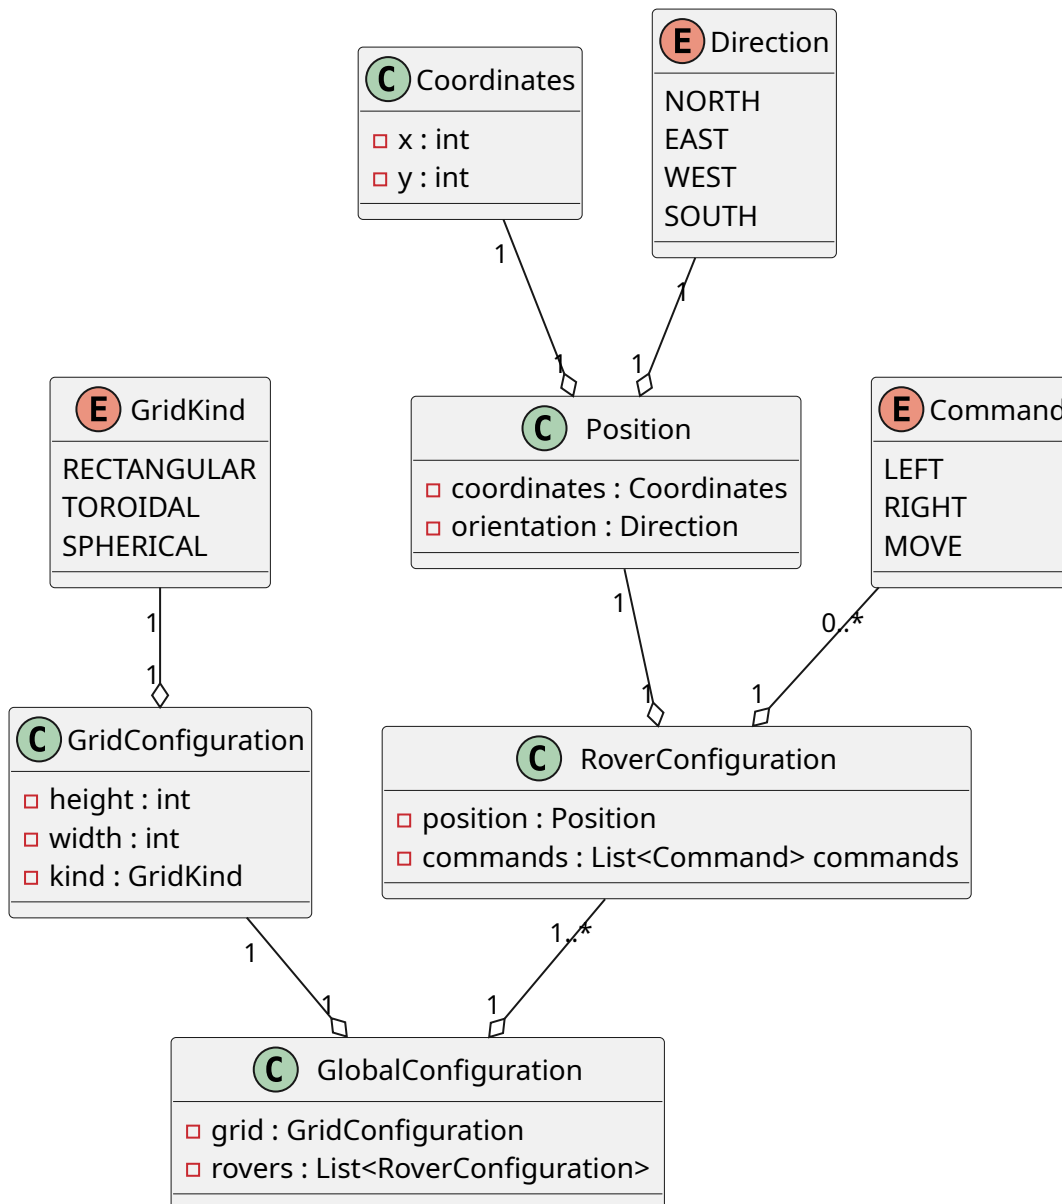 C Coordinates
x : int
y : int
E Direction
NORTH
EAST
WEST
SOUTH
1
1
1
1
E GridKind
RECTANGULAR
TOROIDAL
SPHERICAL
C Position
coordinates : Coordinates
orientation : Direction
E Command
LEFT
RIGHT
MOVE
1
1
1
0..*
1
1
C GridConfiguration
height : int
width : int
kind : GridKind
C RoverConfiguration
position : Position
commands : List<Command> commands
1
1..*
1
1
C GlobalConfiguration
grid : GridConfiguration
rovers : List<RoverConfiguration>